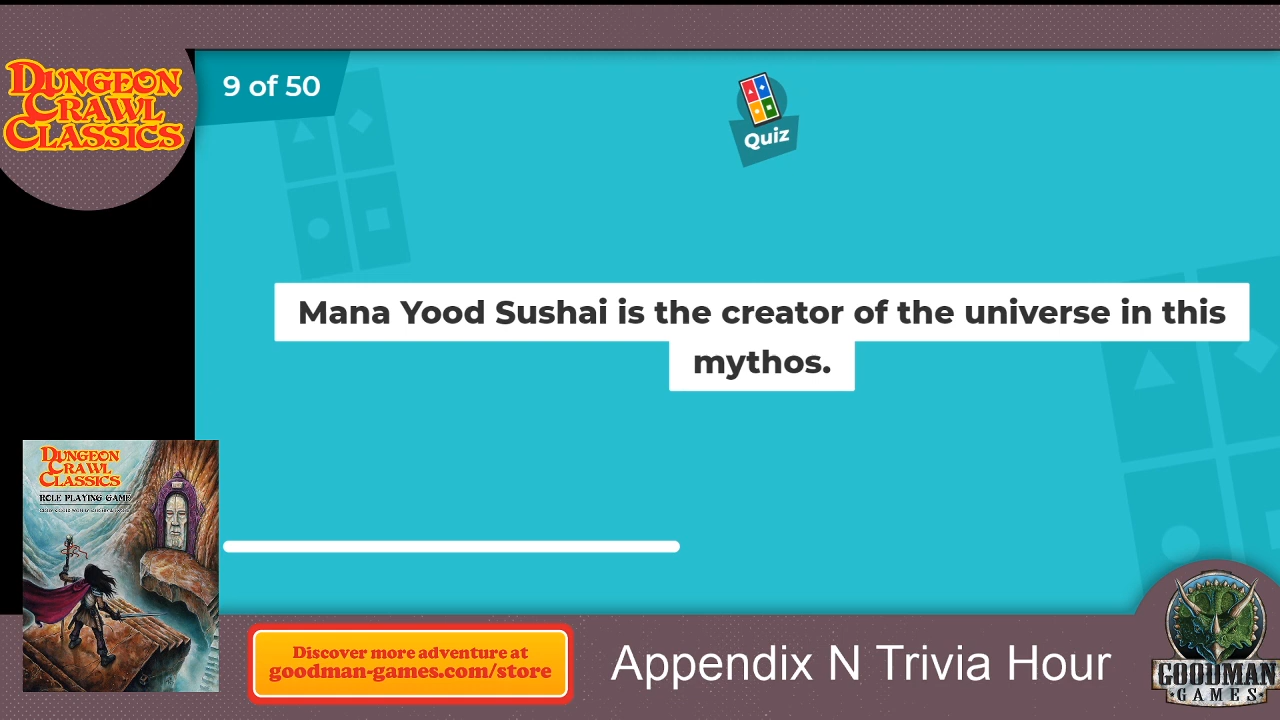 DUNGEON
CRAWL
CLASSICS
9 of 50
Quiz
Mana Yood Sushai is the creator of the universe in this
mythos.
DUNGEON
CRAWL
CLASSICS
ROLE PLAYING GAME
Discover more adventure at
goodman-games.com/store
Appendix N Trivia Hour
GOODMAN
GAMES